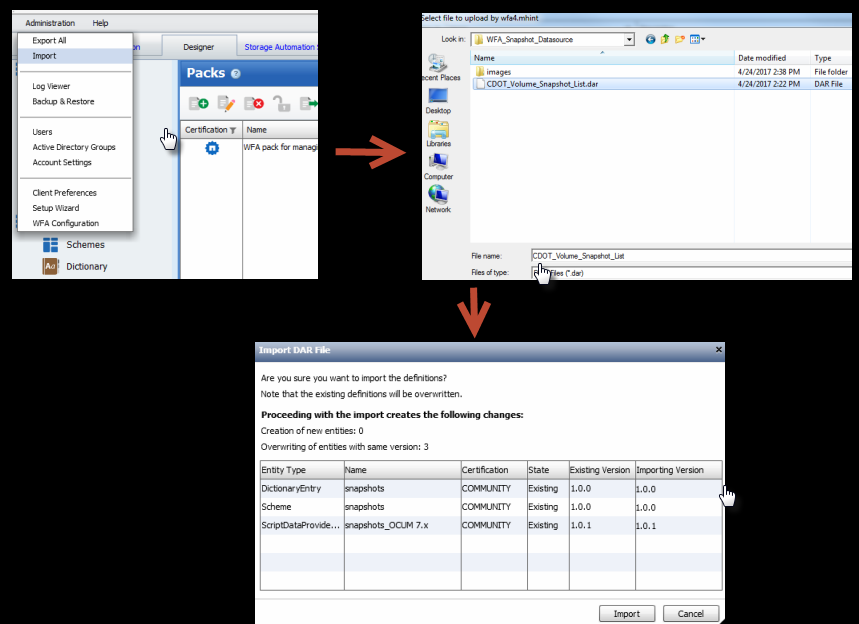 Administration Help
Export All
Import
Log Viewer
Backup & Restore
Users
Active Directory Groups
Account Settings
Client Preferences
Setup Wizard
WFA Configuration
Schemes
Ad
Dictionary
Designer
Storage Automation
Packs ?
Certification Name
WFA pack for managi
Select file to upload by wfa4.mhint
Look in: WFA_Snapshot_Datasource
Name Date modified Type
images 4/24/2017 2:38 PM File folder
CDOT_Volume_Snapshot_List.dar 4/24/2017 2:22 PM DAR File
ecent Places
Desktop
Libraries
Computer
Network
File name: CDOT_Volume_Snapshot_List
Files of type: Files (*.dar)
Import DAR File x
Are you sure you want to import the definitions?
Note that the existing definitions will be overwritten.
Proceeding with the import creates the following changes:
Creation of new entities: 0
Overwriting of entities with same version: 3
Entity Type Name Certification State Existing Version Importing Version
DictionaryEntry snapshots COMMUNITY Existing 1.0.0 1.0.0
Scheme snapshots COMMUNITY Existing 1.0.0 1.0.0
ScriptDataProvide... snapshots_OCUM 7.x COMMUNITY Existing 1.0.1 1.0.1
Import Cancel